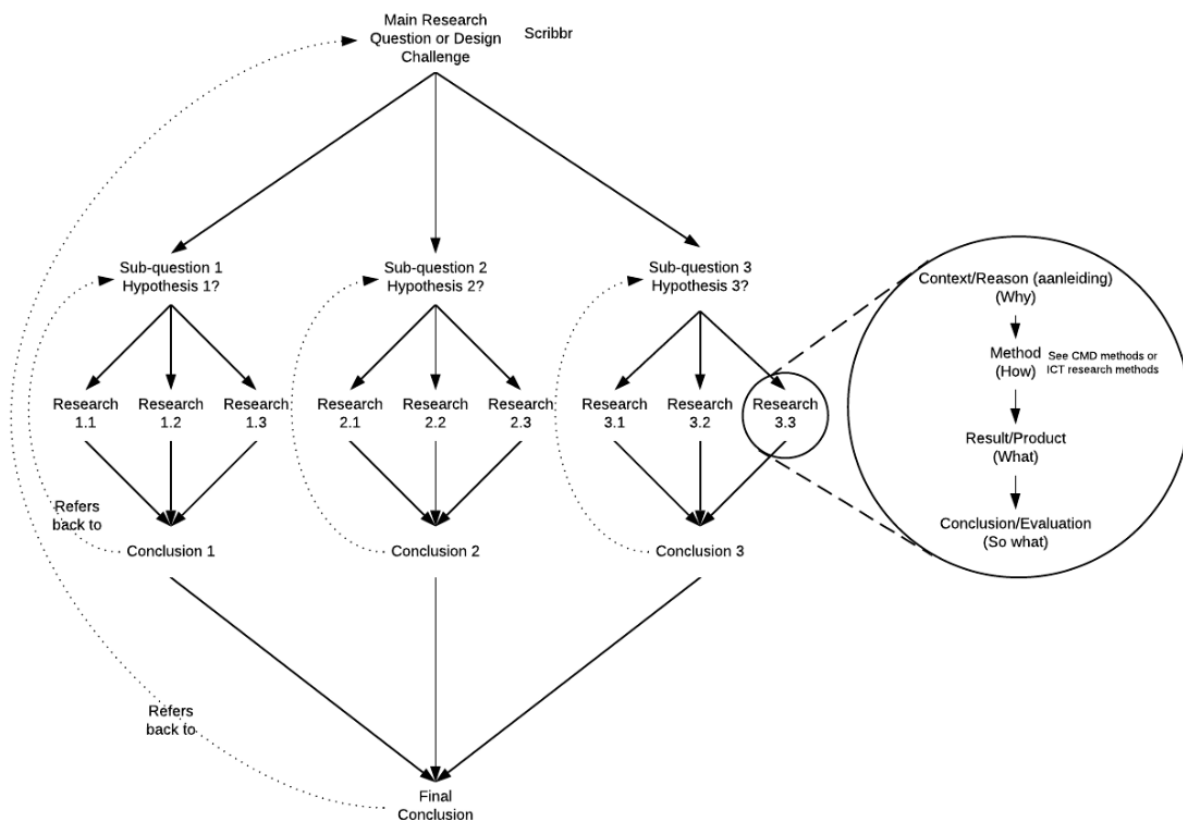 Main Research
Question or Design
Challenge
Scribbr
Sub-question 1
Hypothesis 1?
Sub-question 2
Hypothesis 2?
Sub-question 3
Hypothesis 3?
Research
1.1
Research
1.2
Research
1.3
Research
2.1
Research
2.2
Research
2.3
Research
3.1
Research
3.2
Research
3.3
Refers
back to
Conclusion 1
Conclusion 2
Conclusion 3
Refers
back to
Final
Conclusion
Context/Reason (aanleiding)
(Why)
Method
(How)
See CMD methods or
ICT research methods
Result/Product
(What)
Conclusion/Evaluation
(So what)